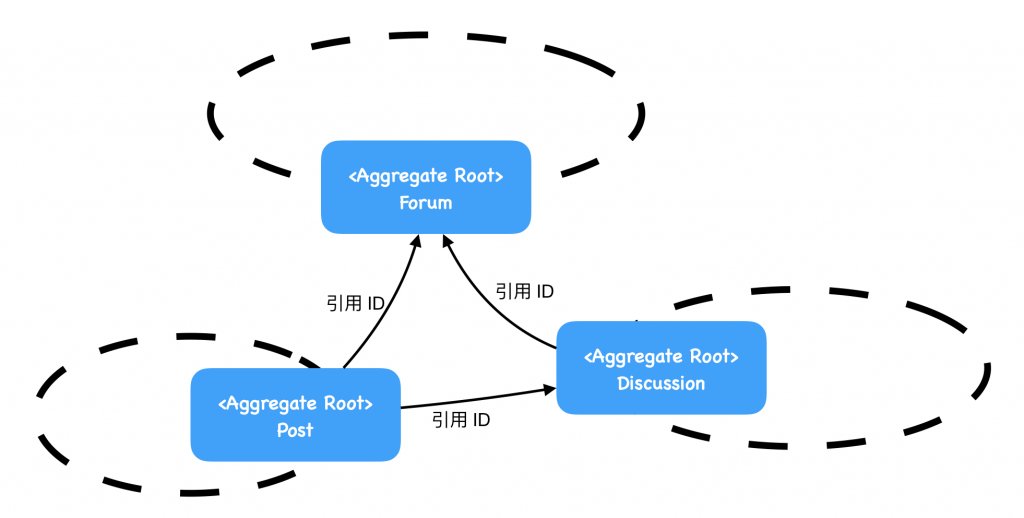 <Aggregate Root>
Forum
引用 ID
引用 ID
<Aggregate Root>
Discussion
<Aggregate Root>
Post
引用 ID